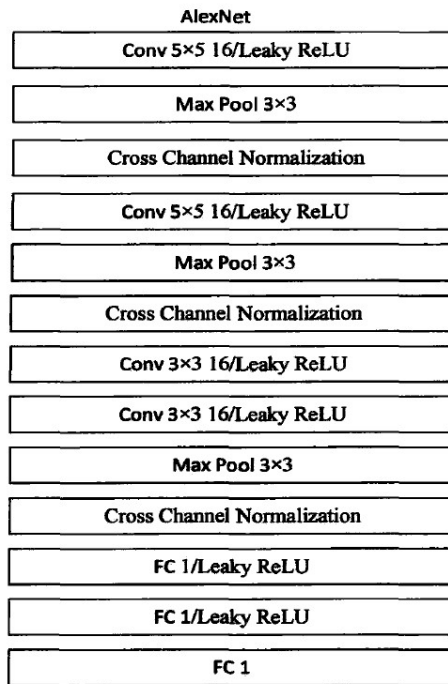 AlexNet
Conv 5×5 16/Leaky ReLU
Max Pool 3×3
Cross Channel Normalization
Conv 5×5 16/Leaky ReLU
Max Pool 3×3
Cross Channel Normalization
Conv 3×3 16/Leaky ReLU
Conv 3×3 16/Leaky ReLU
Max Pool 3×3
Cross Channel Normalization
FC 1/Leaky ReLU
FC 1/Leaky ReLU
FC 1